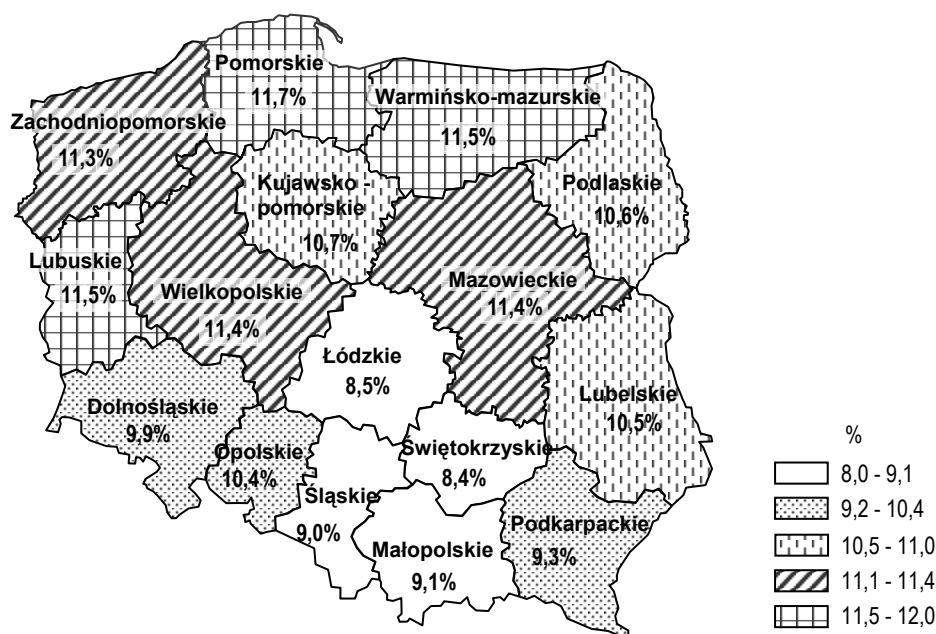 Pomorskie
11,7%
Warmińsko-mazurskie
11,5%
Zachodniopomorskie
11,3%
Kujawsko -
pomorskie
10,7%
Podlaskie
10,6%
Lubuskie
11,5%
Wielkopolskie
11,4%
Mazowieckie
11,4%
Łódzkie
8,5%
Lubelskie
10,5%
Dolnośląskie
9,9%
Opolskie
10,4%
Świętokrzyskie
8,4%
Śląskie
9,0%
Małopolskie
9,1%
Podkarpackie
9,3%
%
8,0 - 9,1
9,2 - 10,4
10,5 - 11,0
11,1 - 11,4
11,5 - 12,0